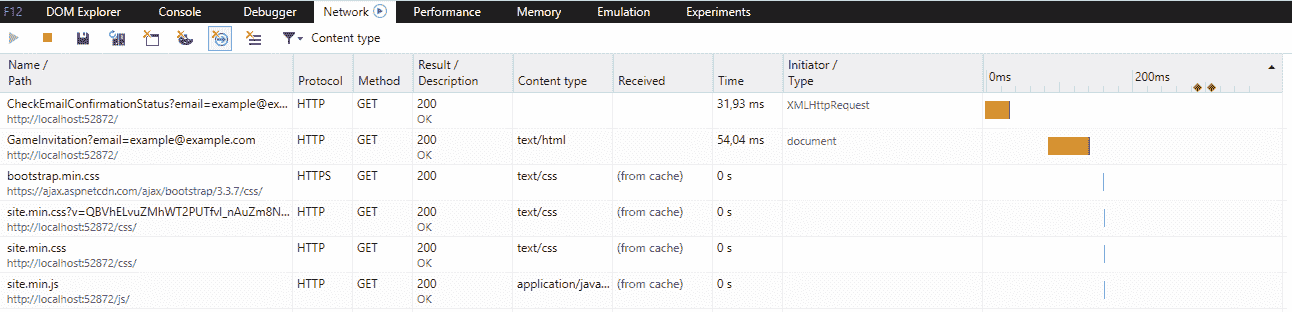 F12 DOM Explorer Console Debugger Network Performance Memory Emulation Experiments
Content type
Name / Result / Initiator /
Path Protocol Method Description Content type Received Time Type 0ms 200ms
CheckEmailConfirmationStatus?email=example@ex... HTTP GET 200 31,93 ms XMLHttpRequest
http://localhost:52872/ OK
GameInvitation?email=example@example.com HTTP GET 200 text/html 54,04 ms document
http://localhost:52872/ OK
bootstrap.min.css HTTPS GET 200 text/css (from cache) 0 s
https://ajax.aspnetcdn.com/ajax/bootstrap/3.3.7/css/
site.min.css?v=QBVhELvuZMhWT2PUTfvl_nAuZm8N... HTTP GET 200 text/css (from cache) 0 s
http://localhost:52872/css/ OK
site.min.css HTTP GET 200 text/css (from cache) 0 s
http://localhost:52872/css/ OK
site.min.js HTTP GET 200 application/java... (from cache) 0 s
http://localhost:52872/js/ OK